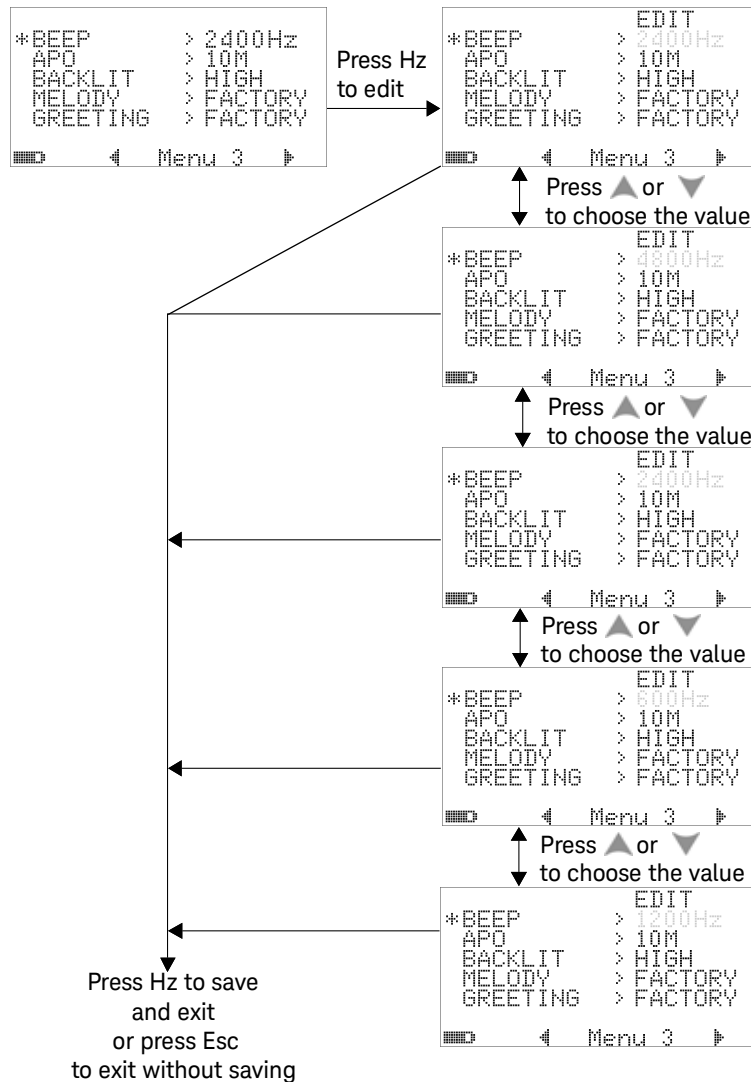 *BEEP > 2400Hz
APO > 10M
BACKLIT > HIGH
MELODY > FACTORY
GREETING > FACTORY
Menu 3
Press Hz
to edit
EDIT
*BEEP > 2400Hz
APO > 10M
BACKLIT > HIGH
MELODY > FACTORY
GREETING > FACTORY
Menu 3
Press ▲ or ▼
to choose the value
EDIT
*BEEP > 4800Hz
APO > 10M
BACKLIT > HIGH
MELODY > FACTORY
GREETING > FACTORY
Menu 3
Press ▲ or ▼
to choose the value
EDIT
*BEEP > 2400Hz
APO > 10M
BACKLIT > HIGH
MELODY > FACTORY
GREETING > FACTORY
Menu 3
Press ▲ or ▼
to choose the value
EDIT
*BEEP > 600Hz
APO > 10M
BACKLIT > HIGH
MELODY > FACTORY
GREETING > FACTORY
Menu 3
Press ▲ or ▼
to choose the value
EDIT
*BEEP > 1200Hz
APO > 10M
BACKLIT > HIGH
MELODY > FACTORY
GREETING > FACTORY
Menu 3
Press Hz to save
and exit
or press Esc
to exit without saving